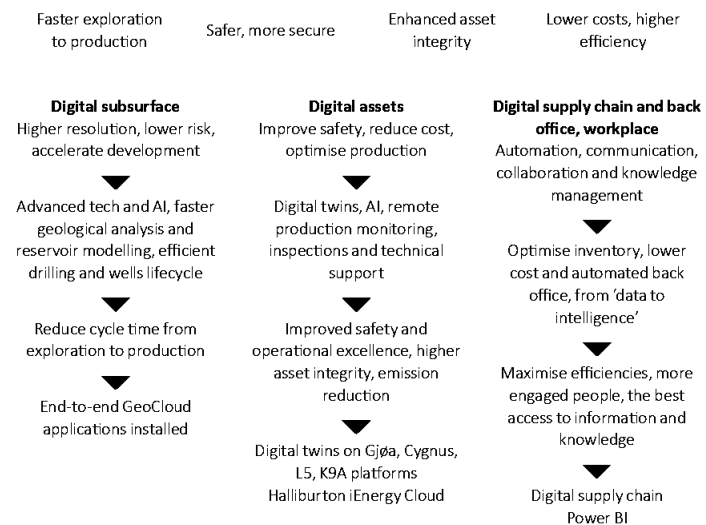 Faster exploration
to production
Safer, more secure
Enhanced asset
integrity
Lower costs, higher
efficiency
Digital subsurface
Higher resolution, lower risk,
accelerate development
Advanced tech and AI, faster
geological analysis and
reservoir modelling, efficient
drilling and wells lifecycle
Reduce cycle time from
exploration to production
End-to-end GeoCloud
applications installed
Digital assets
Improve safety, reduce cost,
optimise production
Digital twins, AI, remote
production monitoring,
inspections and technical
support
Improved safety and
operational excellence, higher
asset integrity, emission
reduction
Digital twins on Gjøa, Cygnus,
L5, K9A platforms
Halliburton iEnergy Cloud
Digital supply chain and back
office, workplace
Automation, communication,
collaboration and knowledge
management
Optimise inventory, lower
cost and automated back
office, from ‘data to
intelligence’
Maximise efficiencies, more
engaged people, the best
access to information and
knowledge
Digital supply chain
Power BI